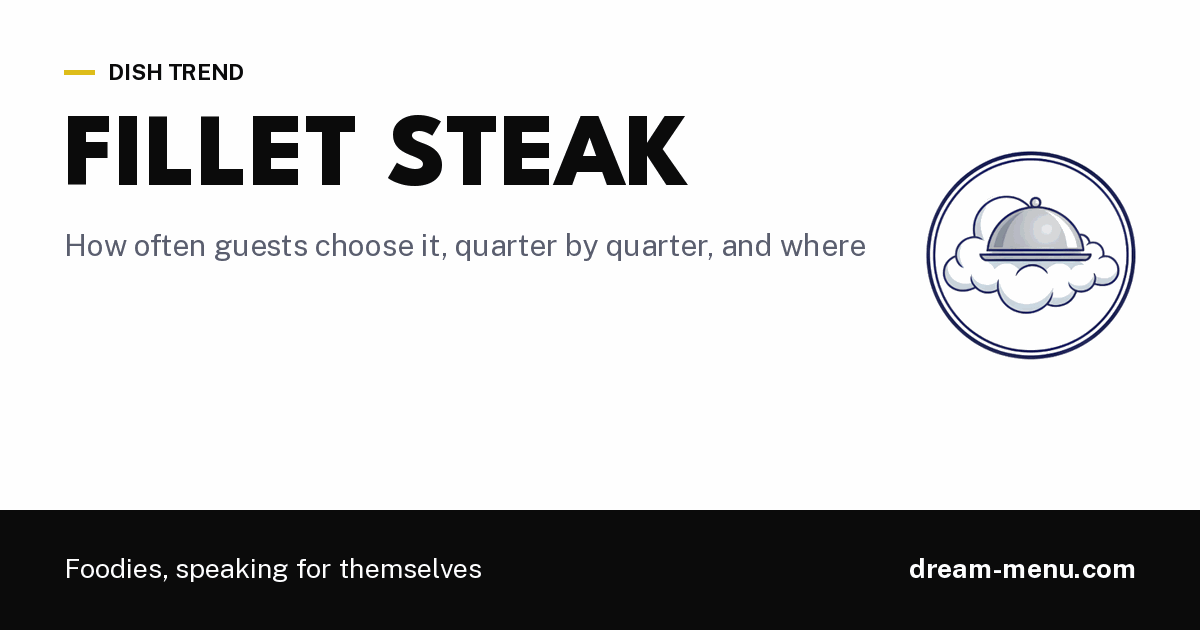 DISH TREND
FILLET STEAK
How often guests choose it, quarter by quarter, and where
Foodies, speaking for themselves
dream-menu.com